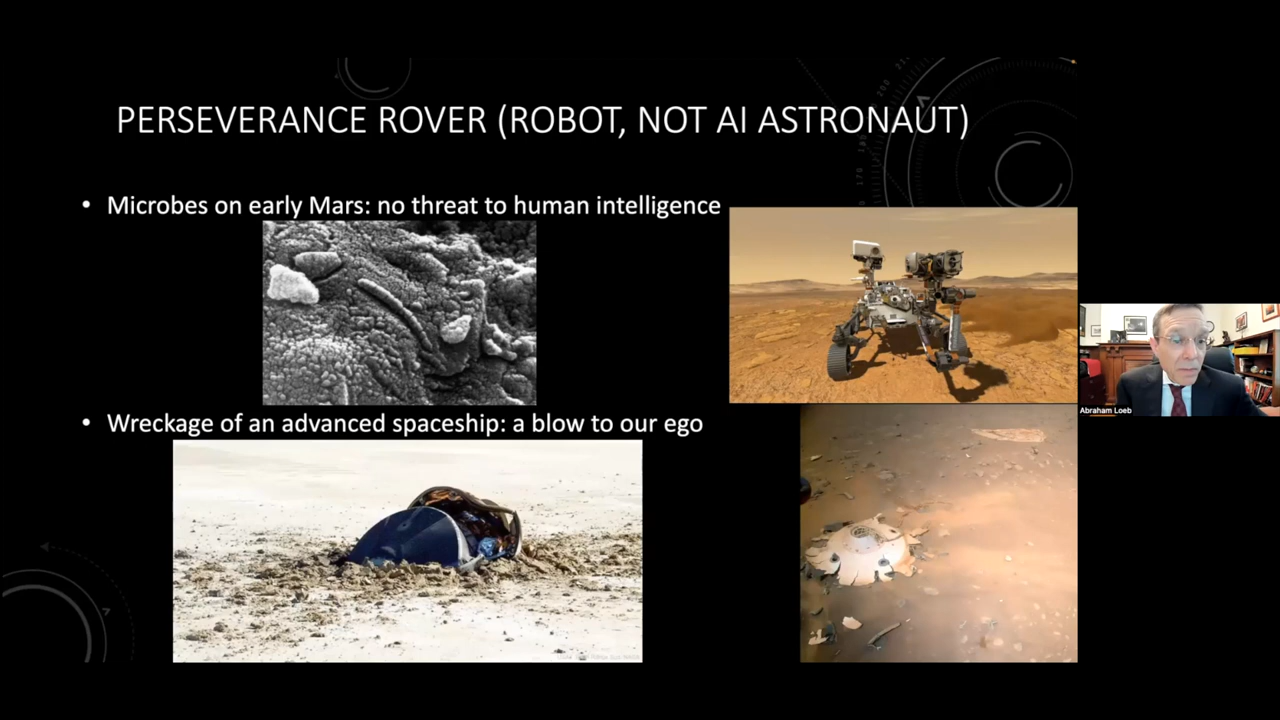 PERSEVERANCE ROVER (ROBOT, NOT AI ASTRONAUT)
• Microbes on early Mars: no threat to human intelligence
Abraham Loeb
• Wreckage of an advanced spaceship: a blow to our ego